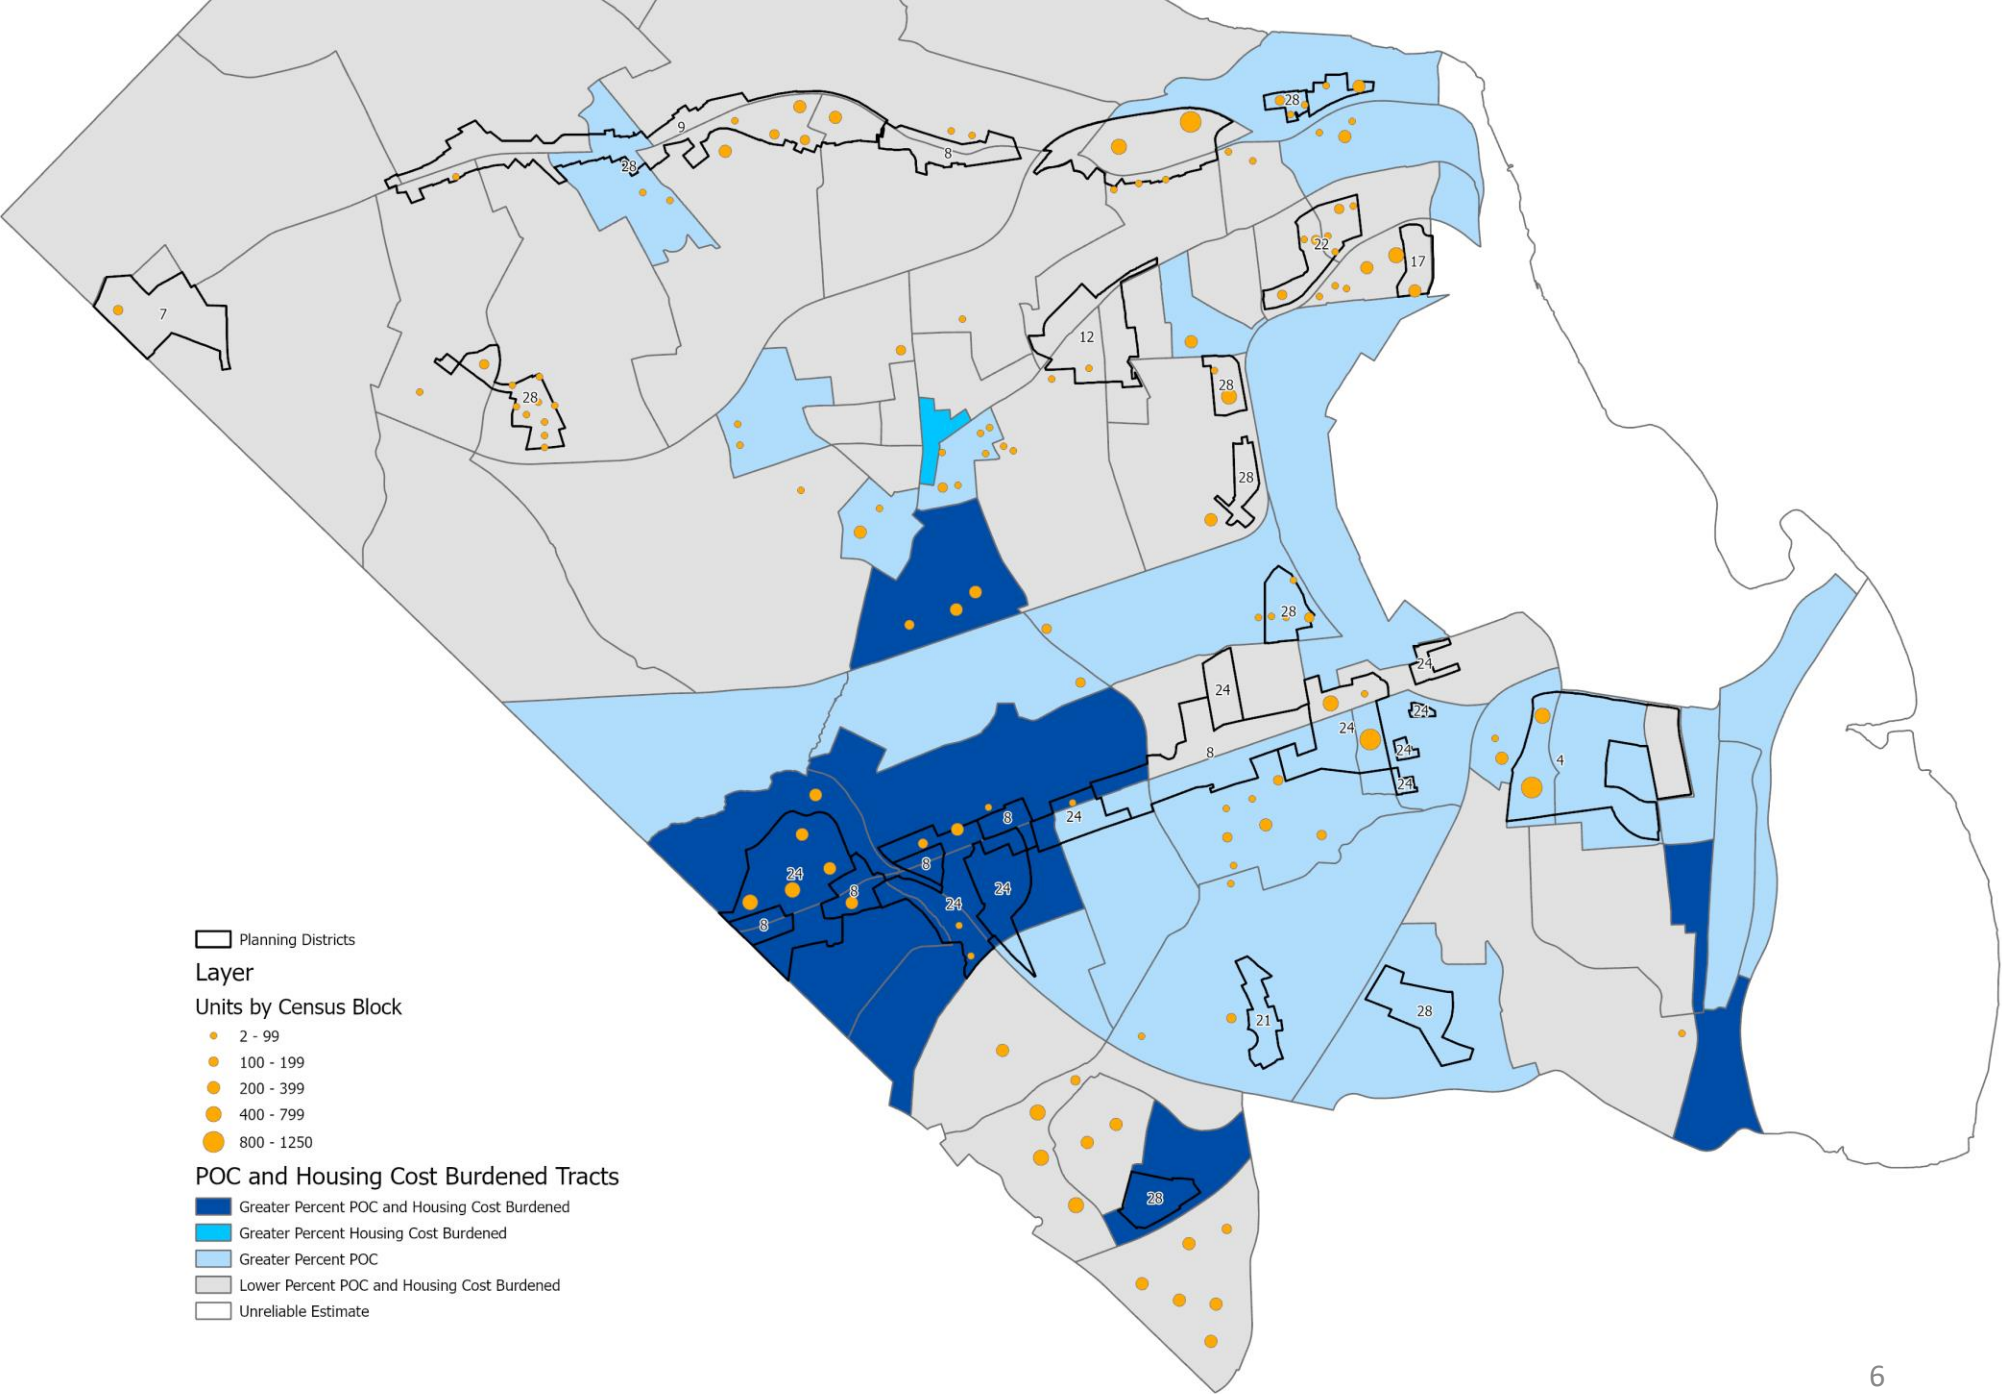 28
9
28
8
22
17
7
12
28
28
28
28
24
24
24
8
24
24
4
24
8
24
24
8
8
24
24
8
28
21
28
Planning Districts
Layer
Units by Census Block
2 - 99
100 - 199
200 - 399
400 - 799
800 - 1250
POC and Housing Cost Burdened Tracts
Greater Percent POC and Housing Cost Burdened
Greater Percent Housing Cost Burdened
Greater Percent POC
Lower Percent POC and Housing Cost Burdened
Unreliable Estimate
6